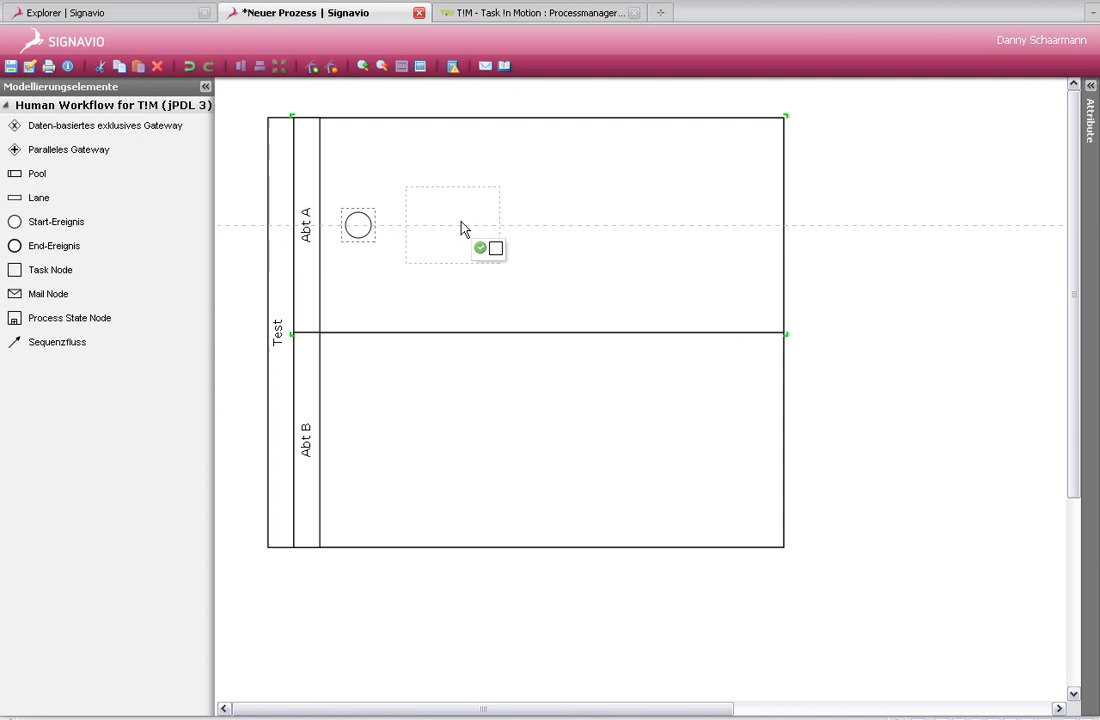 Explorer | Signavio
*Neuer Prozess | Signavio
T!M - Task !n Motion : Processmanager...
SIGNAVIO
Danny Schaarmann
Modellierungselemente
Human Workflow for T!M (jPDL 3)
Daten-basiertes exklusives Gateway
Paralleles Gateway
Pool
Lane
Start-Ereignis
End-Ereignis
Task Node
Mail Node
Process State Node
Sequenzfluss
Test
Abt A
Abt B
Attribute